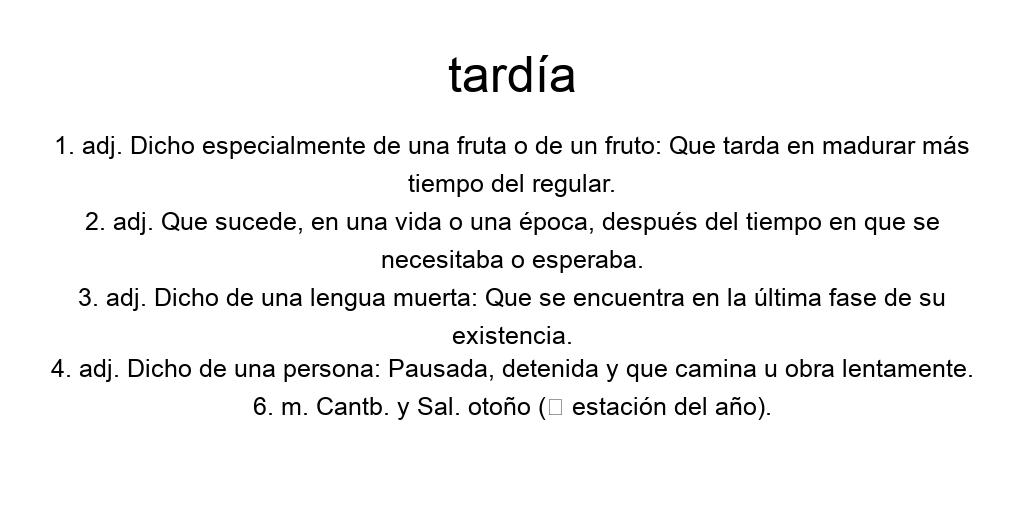 tardía
1. adj. Dicho especialmente de una fruta o de un fruto: Que tarda en madurar más
tiempo del regular.
2. adj. Que sucede, en una vida o una época, después del tiempo en que se
necesitaba o esperaba.
3. adj. Dicho de una lengua muerta: Que se encuentra en la última fase de su
existencia.
4. adj. Dicho de una persona: Pausada, detenida y que camina u obra lentamente.
6. m. Cantb. y Sal. otoño (□ estación del año).